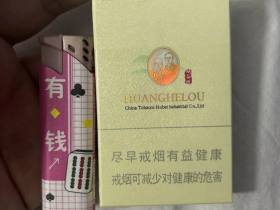 有
钱
HUANGHELOU
China Tobacco Hubei Industrial Co.,Ltd
尽早戒烟有益健康
戒烟可减少对健康的危害